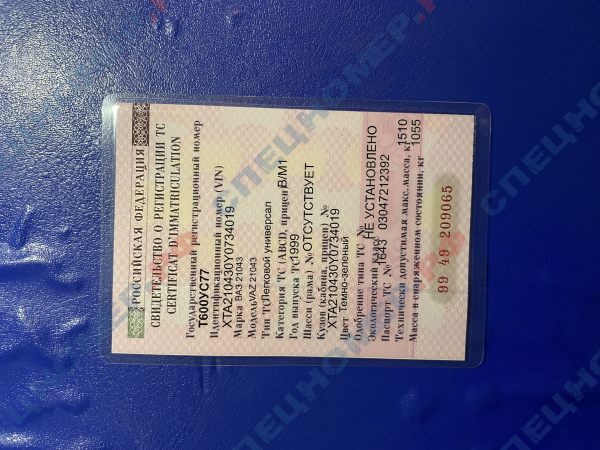 РОССИЙСКАЯ ФЕДЕРАЦИЯ
СВИДЕТЕЛЬСТВО О РЕГИСТРАЦИИ ТС
CERTIFICAT D'IMMATRICULATION
Государственный регистрационный номер
Т600УС77
Идентификационный номер (VIN)
XTA210430Y0734019
Марка ВАЗ 21043
Модель VAZ 21043
Тип ТС Легковой универсал
Категория ТС (ABCD, прицеп) B/M1
Год выпуска ТС 1999
Шасси (рама) № ОТСУТСТВУЕТ
Кузов (кабина, прицеп) №
XTA210430Y0734019
Цвет Темно-зеленый
Одобрение типа ТС №
Экологический класс НЕ УСТАНОВЛЕНО
Паспорт ТС № 1643 03047212392
Технически допустимая макс. масса, кг 1510
Масса в снаряженном состоянии, кг 1055
99 49 209065
СПЕЦНОМЕР.РФ